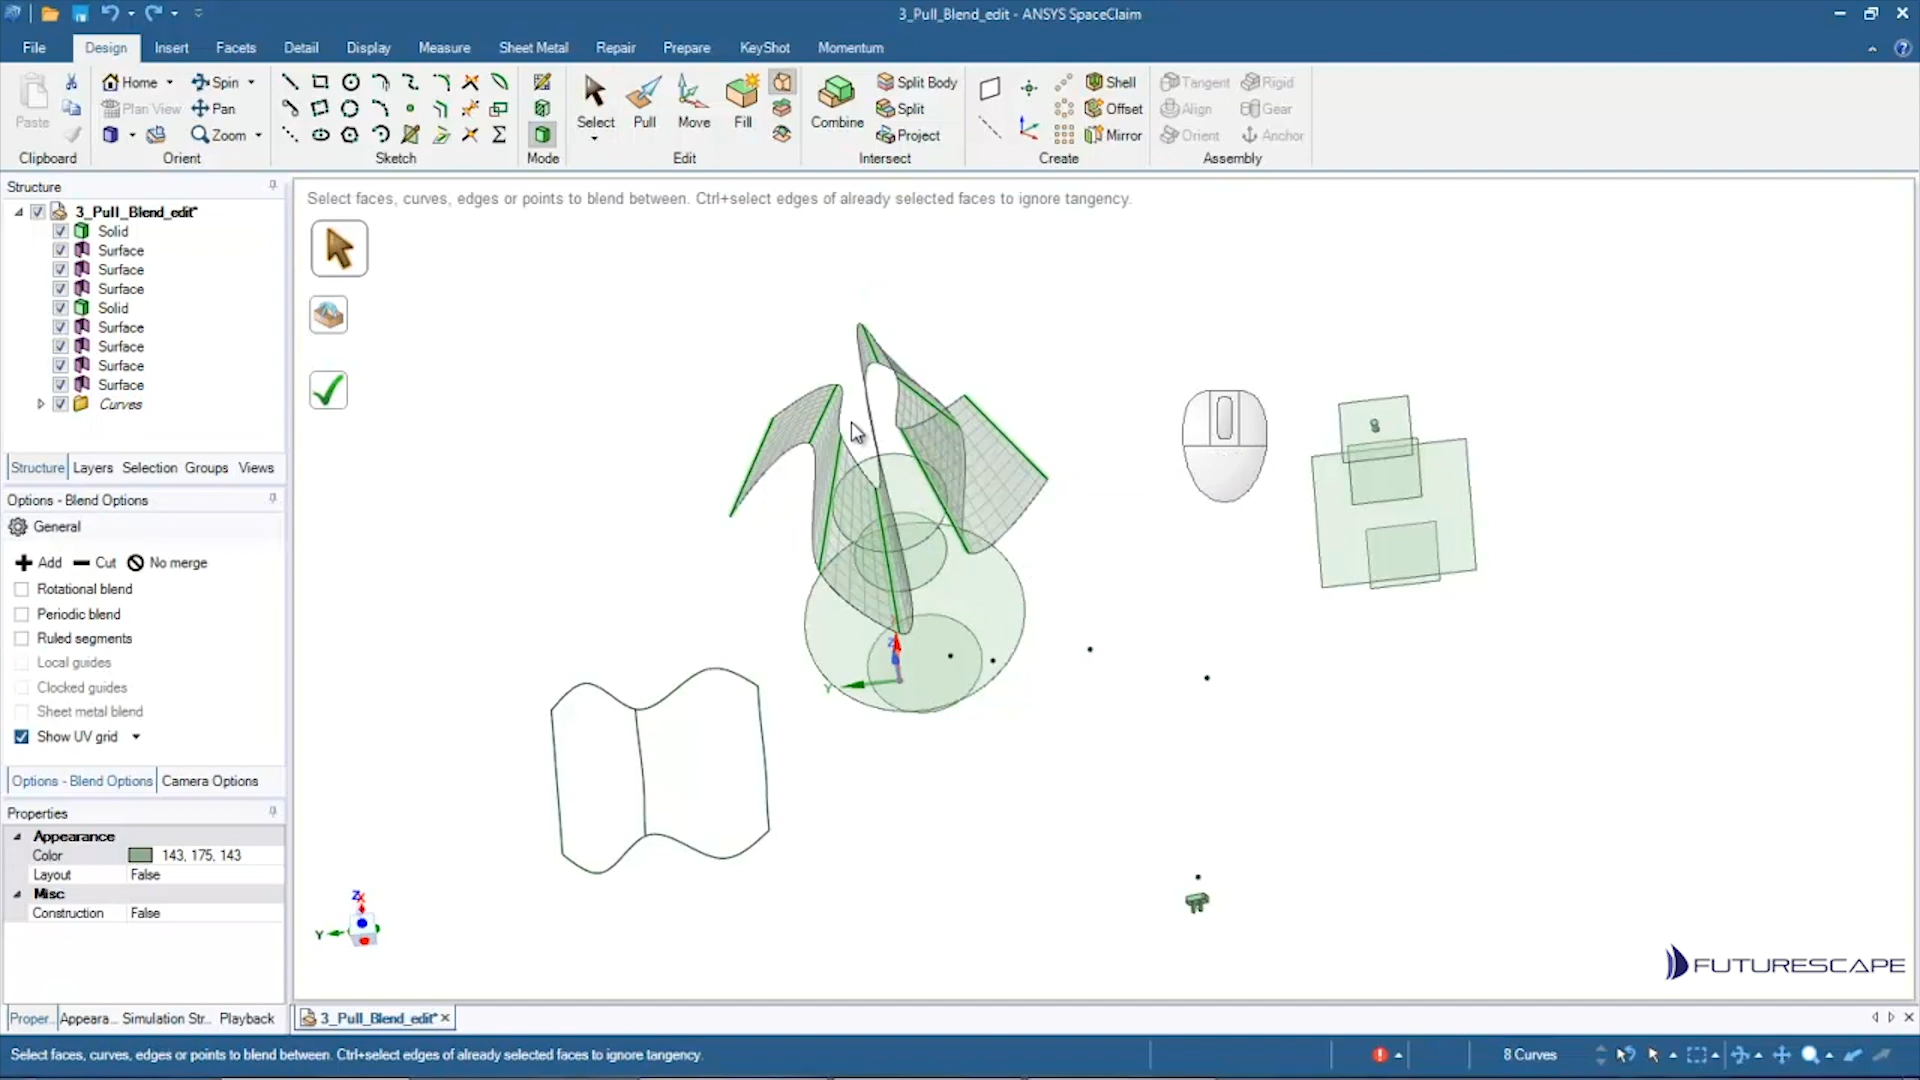 3_Pull_Blend_edit - ANSYS SpaceClaim
File Design Insert Facets Detail Display Measure Sheet Metal Repair Prepare KeyShot Momentum
Paste
Clipboard
Home Spin
Plan View Pan
Zoom
Orient
Sketch
Mode
Select Pull Move Fill
Edit
Combine
Split Body
Split
Project
Intersect
Shell
Offset
Mirror
Create
Tangent Rigid
Align Gear
Orient Anchor
Assembly
Structure
3_Pull_Blend_edit*
Solid
Surface
Surface
Surface
Solid
Surface
Surface
Surface
Surface
Curves
Structure Layers Selection Groups Views
Options - Blend Options
General
Add Cut No merge
Rotational blend
Periodic blend
Ruled segments
Local guides
Clocked guides
Sheet metal blend
Show UV grid
Options - Blend Options Camera Options
Properties
Appearance
Color 143, 175, 143
Layout False
Misc
Construction False
Proper... Appeara... Simulation Str... Playback
Select faces, curves, edges or points to blend between. Ctrl+select edges of already selected faces to ignore tangency.
Z
Y
Z
X
Y
FUTURESCAPE
3_Pull_Blend_edit*
Select faces, curves, edges or points to blend between. Ctrl+select edges of already selected faces to ignore tangency.
8 Curves